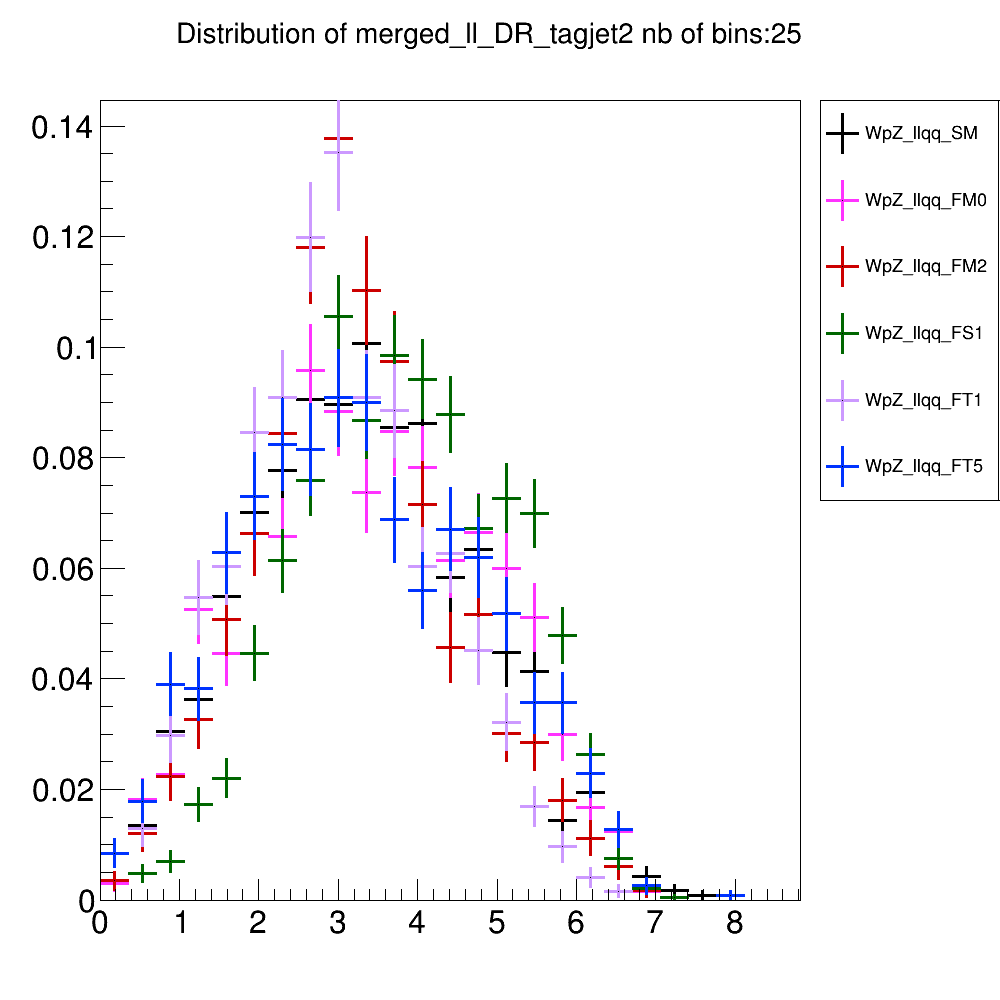 Distribution of merged_ll_DR_tagjet2 nb of bins:25
0.14
0.12
0.1
0.08
0.06
0.04
0.02
0
0 1 2 3 4 5 6 7 8
WpZ_llqq_SM
WpZ_llqq_FM0
WpZ_llqq_FM2
WpZ_llqq_FS1
WpZ_llqq_FT1
WpZ_llqq_FT5